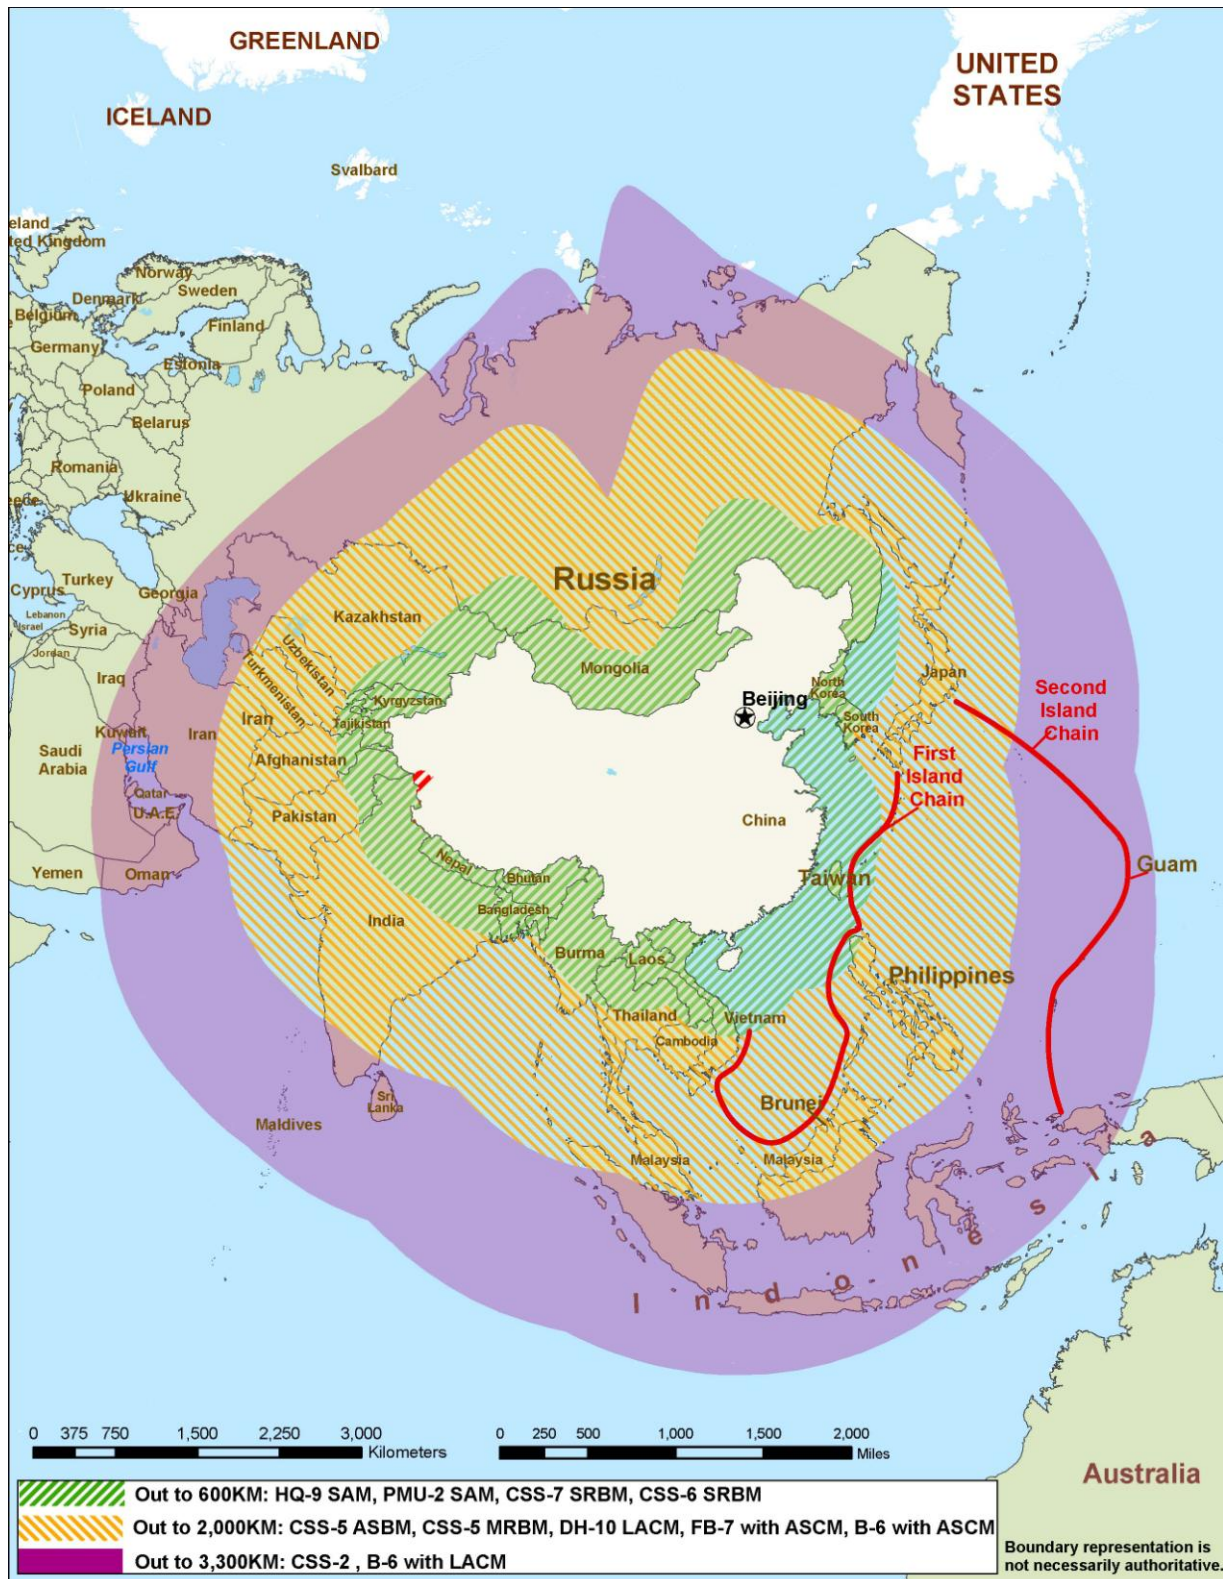 GREENLAND
UNITED
STATES
ICELAND
Svalbard
eland
ted Kingdom
Norway
Sweden
Denmark
Belgium
Finland
Germany
Estonia
Poland
Belarus
Romania
Ukraine
eece
ce
Turkey
Georgia
Cyprus
Lebanon
Israel
Syria
Jordan
Iraq
Kuwait
Persian
Gulf
Saudi
Arabia
Qatar
U.A.E.
Yemen
Oman
Russia
Kazakhstan
Uzbekistan
Turkmenistan
Mongolia
Kyrgyzstan
Tajikistan
Iran
Iran
Afghanistan
Pakistan
Beijing
North
Korea
South
Korea
Japan
Second
Island
Chain
First
Island
Chain
China
Nepal
Bhutan
Bangladesh
Taiwan
Guam
India
Burma
Laos
Philippines
Thailand
Vietnam
Cambodia
Sri
Lanka
Maldives
Brunei
Malaysia
Malaysia
Indonesia
Australia
0 375 750 1,500 2,250 3,000
Kilometers
0 250 500 1,000 1,500 2,000
Miles
Out to 600KM: HQ-9 SAM, PMU-2 SAM, CSS-7 SRBM, CSS-6 SRBM
Out to 2,000KM: CSS-5 ASBM, CSS-5 MRBM, DH-10 LACM, FB-7 with ASCM, B-6 with ASCM
Out to 3,300KM: CSS-2 , B-6 with LACM
Boundary representation is
not necessarily authoritative.